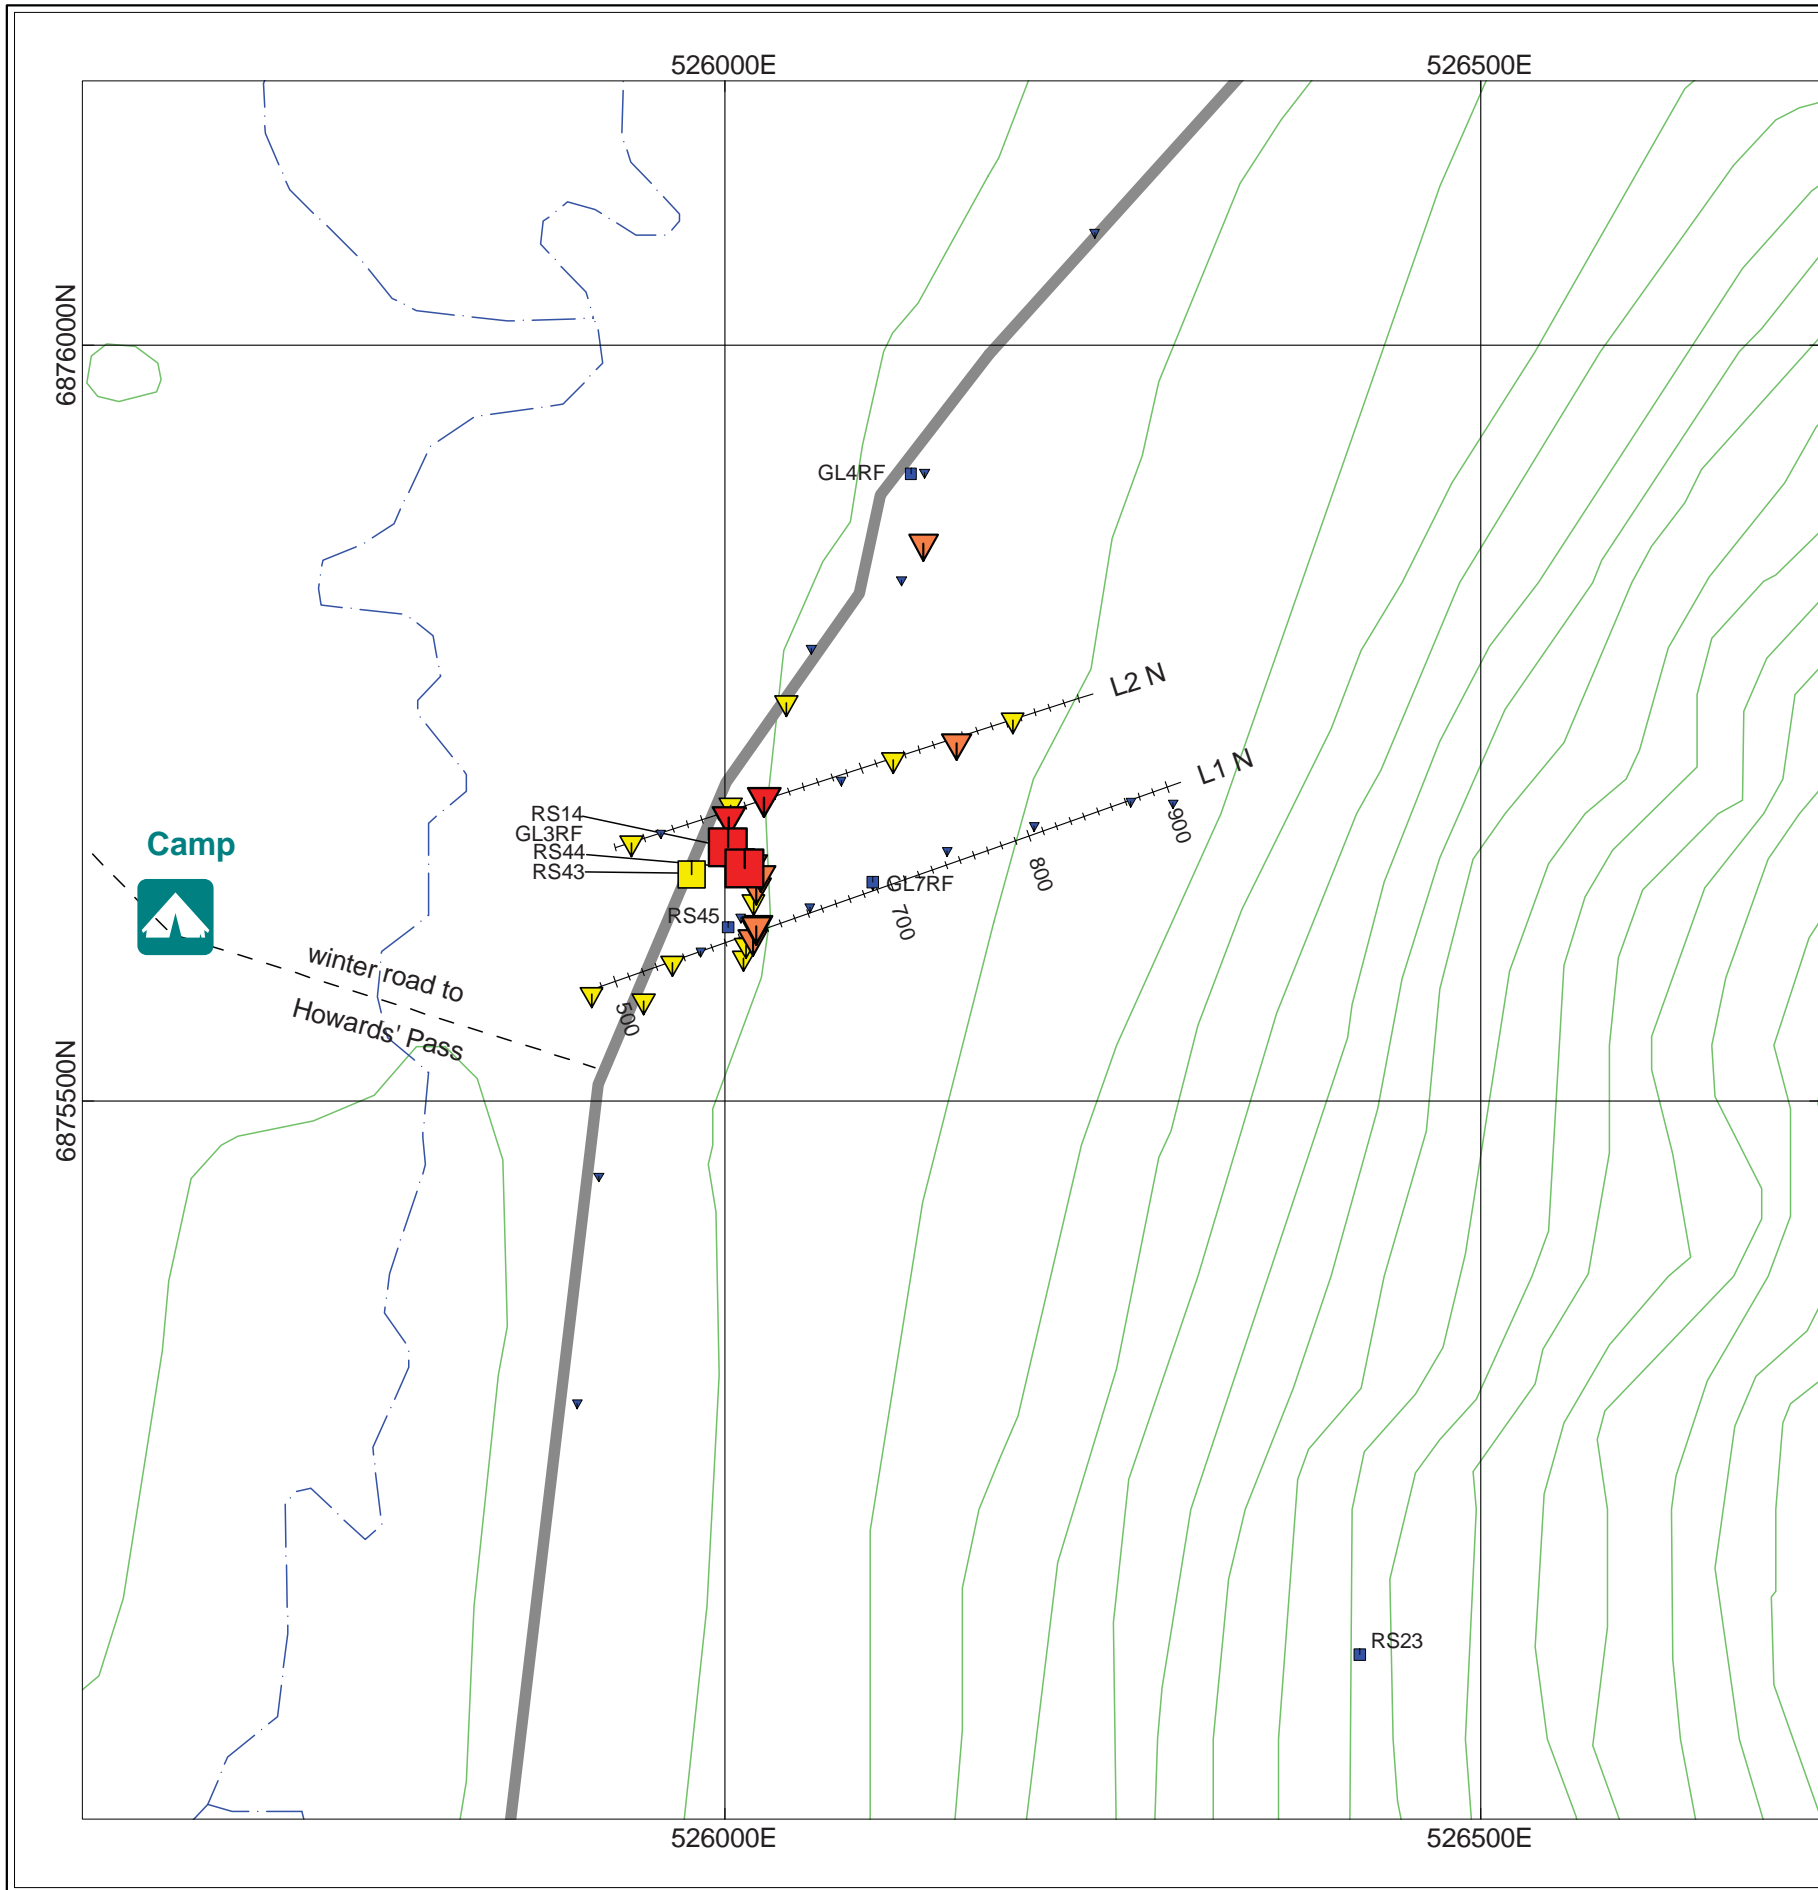 526000E
526500E
6876000N
GL4RF
L2 N
L1 N
RS14
GL3RF
RS44
RS43
900
800
Camp
GL7RF
700
RS45
winter road to
Howards' Pass
500
6875500N
RS23
526000E
526500E